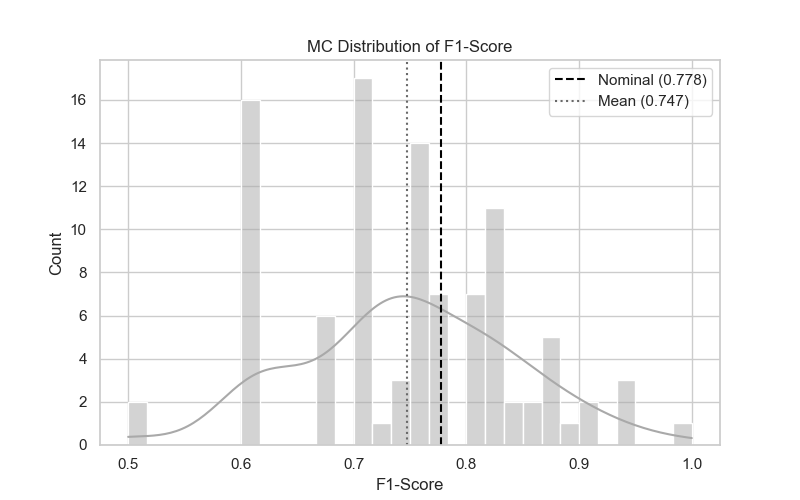 MC Distribution of F1-Score
Nominal (0.778)
Mean (0.747)
Count
16
14
12
10
8
6
4
2
0
0.5 0.6 0.7 0.8 0.9 1.0
F1-Score